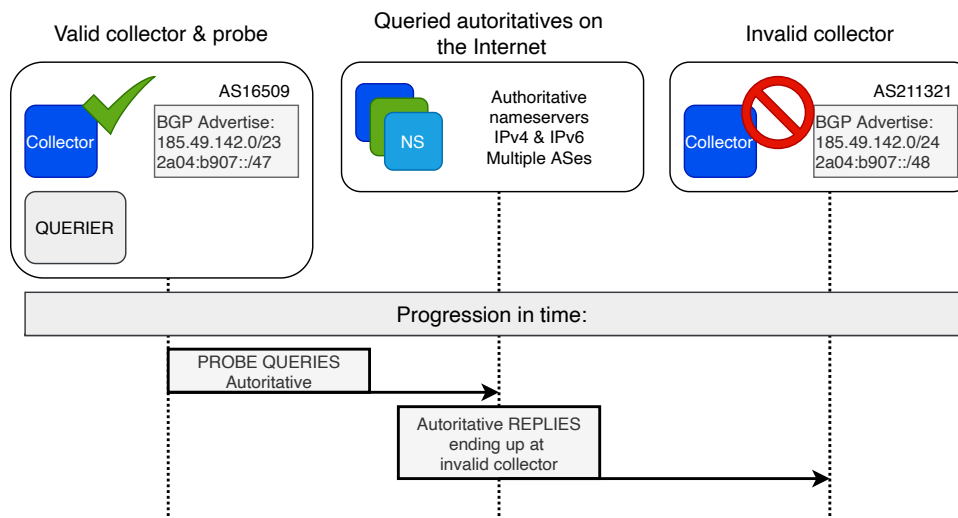 Valid collector & probe
Queried autoritatives on
the Internet
Invalid collector
AS16509
Collector
BGP Advertise:
185.49.142.0/23
2a04:b907::/47
QUERIER
NS
Authoritative
nameservers
IPv4 & IPv6
Multiple ASes
AS211321
Collector
BGP Advertise:
185.49.142.0/24
2a04:b907::/48
Progression in time:
PROBE QUERIES
Autoritative
Autoritative REPLIES
ending up at
invalid collector